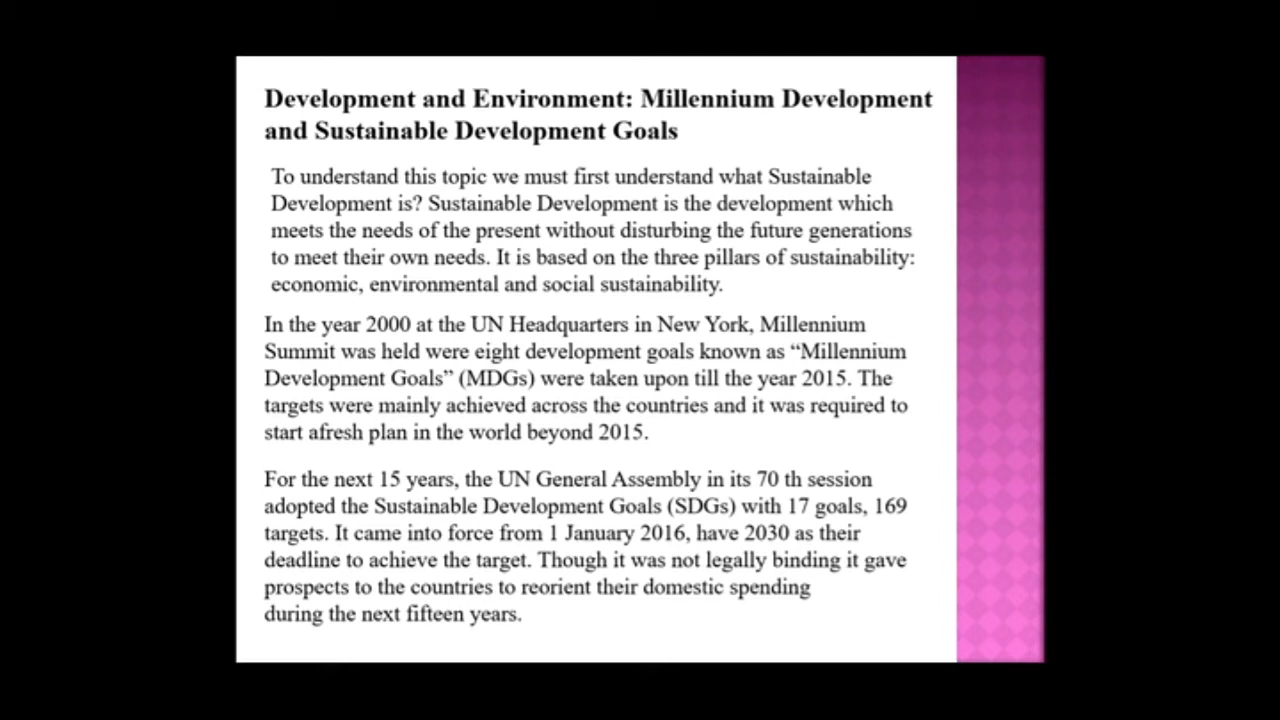 Development and Environment: Millennium Development
and Sustainable Development Goals
To understand this topic we must first understand what Sustainable
Development is? Sustainable Development is the development which
meets the needs of the present without disturbing the future generations
to meet their own needs. It is based on the three pillars of sustainability:
economic, environmental and social sustainability.
In the year 2000 at the UN Headquarters in New York, Millennium
Summit was held were eight development goals known as “Millennium
Development Goals” (MDGs) were taken upon till the year 2015. The
targets were mainly achieved across the countries and it was required to
start afresh plan in the world beyond 2015.
For the next 15 years, the UN General Assembly in its 70 th session
adopted the Sustainable Development Goals (SDGs) with 17 goals, 169
targets. It came into force from 1 January 2016, have 2030 as their
deadline to achieve the target. Though it was not legally binding it gave
prospects to the countries to reorient their domestic spending
during the next fifteen years.